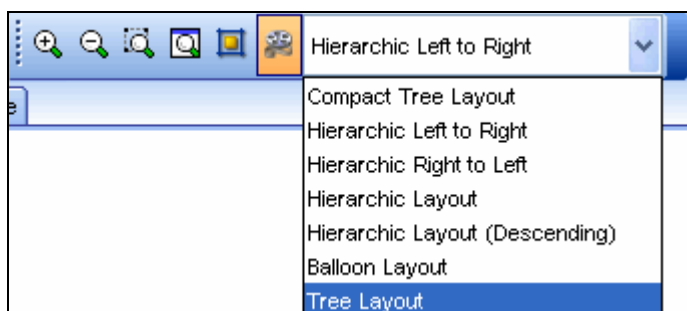 Hierarchic Left to Right
e
Compact Tree Layout
Hierarchic Left to Right
Hierarchic Right to Left
Hierarchic Layout
Hierarchic Layout (Descending)
Balloon Layout
Tree Layout